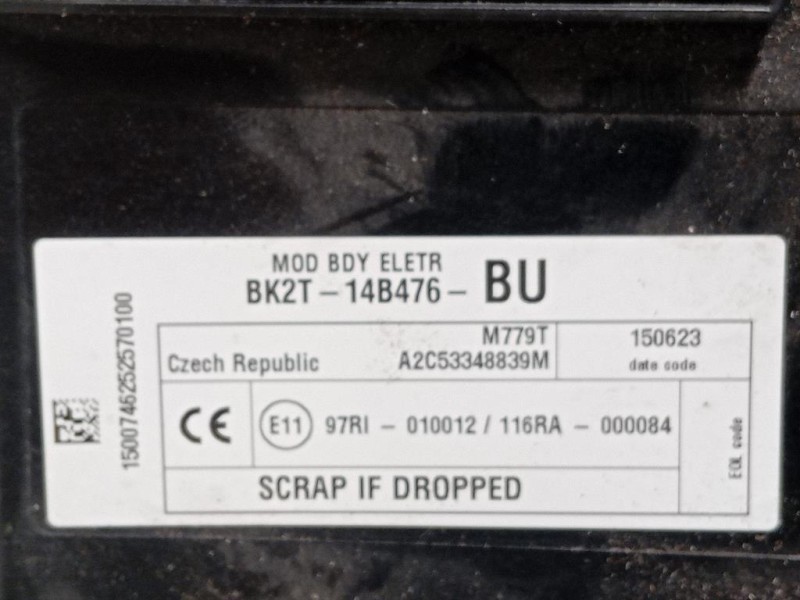 MOD BDY ELETR
BK2T-14B476- BU
M779T
Czech Republic A2C53348839M
150623
date code
CE E11 97RI - 010012 / 116RA - 000084
SCRAP IF DROPPED
EOL code
1500746252570100